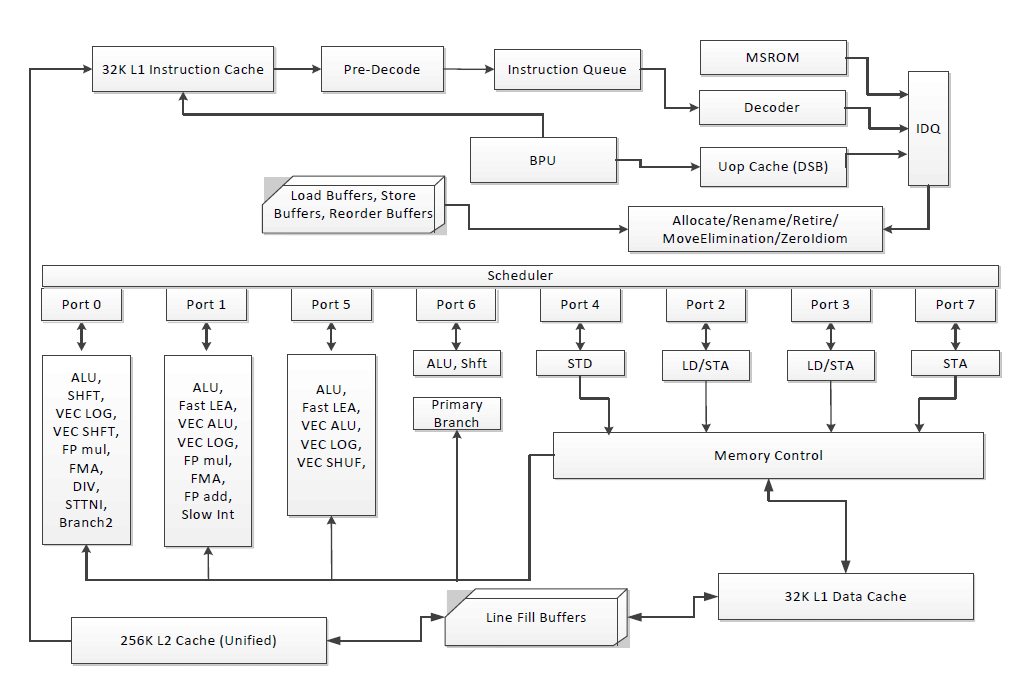 32K L1 Instruction Cache
Pre-Decode
Instruction Queue
MSROM
Decoder
IDQ
BPU
Uop Cache (DSB)
Load Buffers, Store
Buffers, Reorder Buffers
Allocate/Rename/Retire/
MoveElimination/ZeroIdiom
Scheduler
Port 0
Port 1
Port 5
Port 6
Port 4
Port 2
Port 3
Port 7
ALU,
SHFT,
VEC LOG,
VEC SHFT,
FP mul,
FMA,
DIV,
STTNI,
Branch2
ALU,
Fast LEA,
VEC ALU,
VEC LOG,
FP mul,
FMA,
FP add,
Slow Int
ALU,
Fast LEA,
VEC ALU,
VEC LOG,
VEC SHUF,
ALU, Shft
Primary
Branch
STD
LD/STA
LD/STA
STA
Memory Control
32K L1 Data Cache
Line Fill Buffers
256K L2 Cache (Unified)